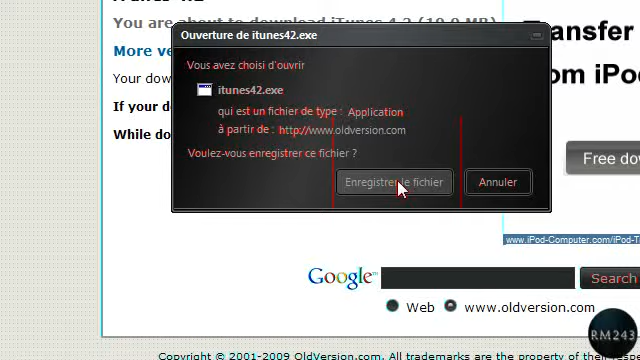 You are about to download iTunes 4.2 (19.0 MB)
Ouverture de itunes42.exe
Transfer
More ve
Vous avez choisi d'ouvrir
om iPod
itunes42.exe
Your dow
If your do
qui est un fichier de type : Application
à partir de : http://www.oldversion.com
While do
Voulez-vous enregistrer ce fichier ?
Free dow
Enregistrer le fichier
Annuler
www.iPod-Computer.com/iPod-T
Google
Search
Web
www.oldversion.com
RM243
Copyright © 2001-2009 OldVersion.com. All trademarks are the property of their respe